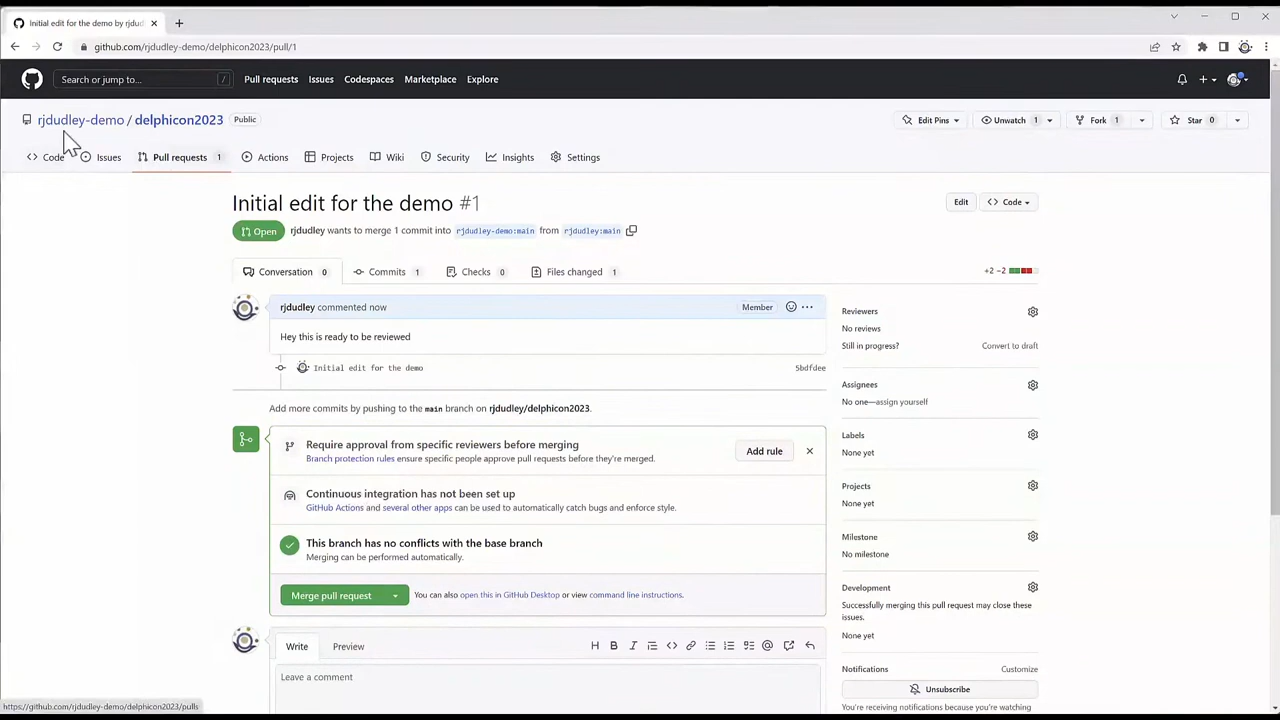 Initial edit for the demo by rjdud
github.com/rjdudley-demo/delphicon2023/pull/1
Search or jump to... /
Pull requests Issues Codespaces Marketplace Explore
rjdudley-demo / delphicon2023 Public
Edit Pins Unwatch 1 Fork 1 Star 0
Code Issues Pull requests 1 Actions Projects Wiki Security Insights Settings
Initial edit for the demo #1
Edit Code
Open rjdudley wants to merge 1 commit into rjdudley-demo:main from rjdudley:main
Conversation 0 Commits 1 Checks 0 Files changed 1
+2 −2
rjdudley commented now Member
Hey this is ready to be reviewed
Initial edit for the demo 5bdfdee
Add more commits by pushing to the main branch on rjdudley/delphicon2023.
Require approval from specific reviewers before merging
Branch protection rules ensure specific people approve pull requests before they're merged.
Add rule
Continuous integration has not been set up
GitHub Actions and several other apps can be used to automatically catch bugs and enforce style.
This branch has no conflicts with the base branch
Merging can be performed automatically.
Merge pull request You can also open this in GitHub Desktop or view command line instructions.
Write Preview
Leave a comment
Reviewers
No reviews
Still in progress? Convert to draft
Assignees
No one—assign yourself
Labels
None yet
Projects
None yet
Milestone
No milestone
Development
Successfully merging this pull request may close these
issues.
None yet
Notifications Customize
Unsubscribe
You're receiving notifications because you're watching
https://github.com/rjdudley-demo/delphicon2023/pulls